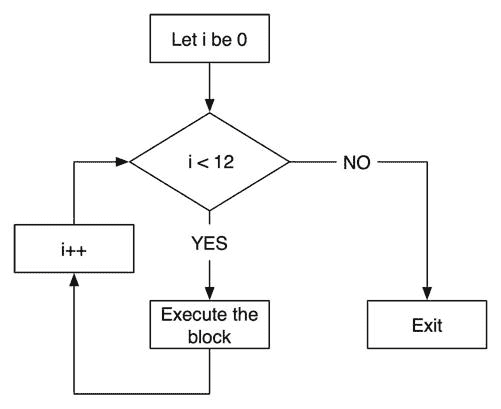 Let i be 0
i < 12
NO
YES
i++
Execute the
block
Exit